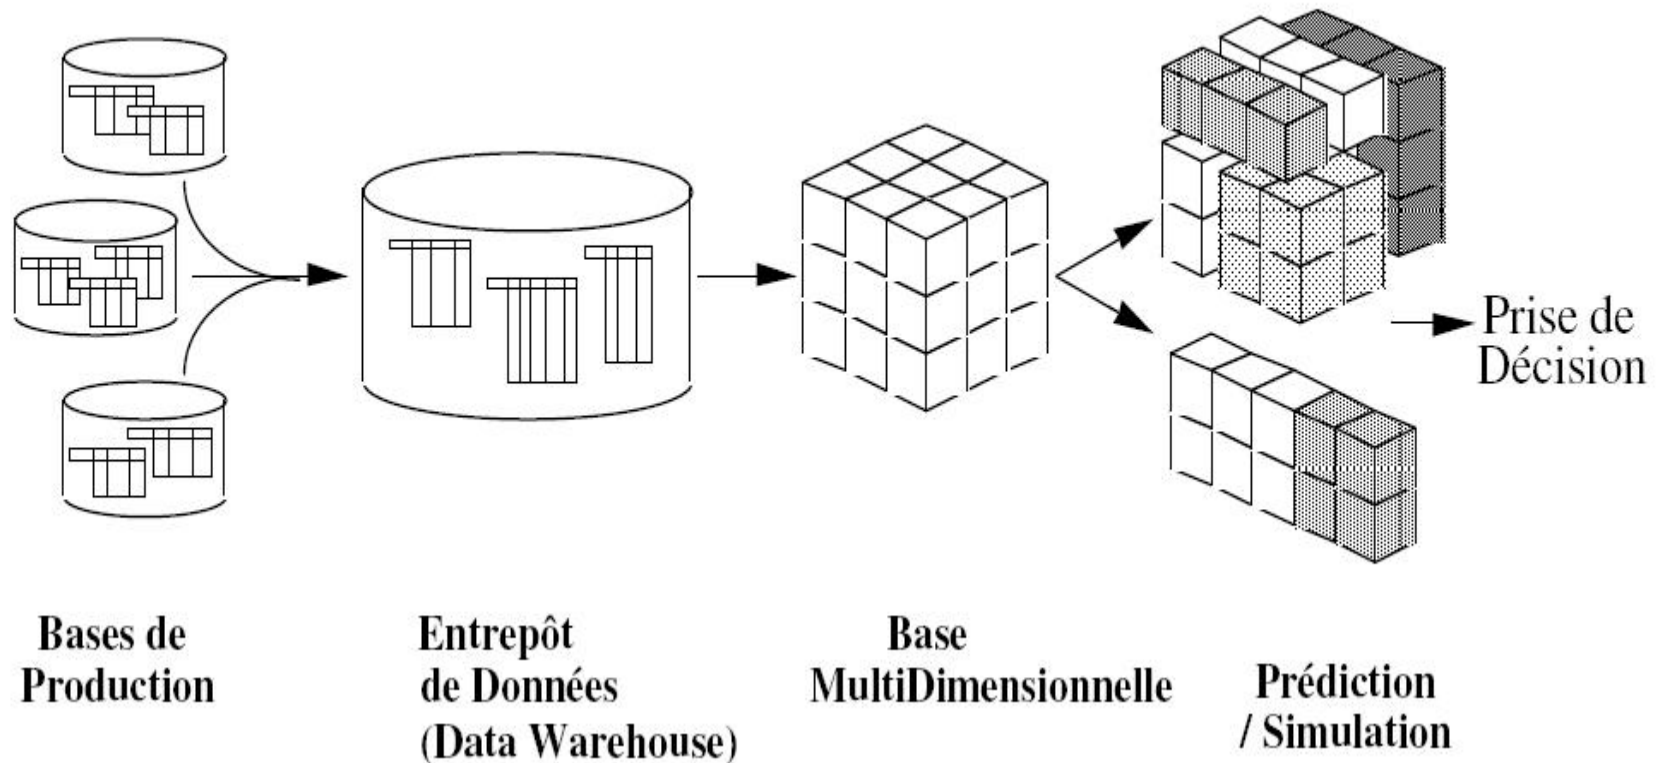 Prise de
Décision
Bases de
Production
Entrepôt
de Données
(Data Warehouse)
Base
MultiDimensionnelle
Prédiction
/ Simulation